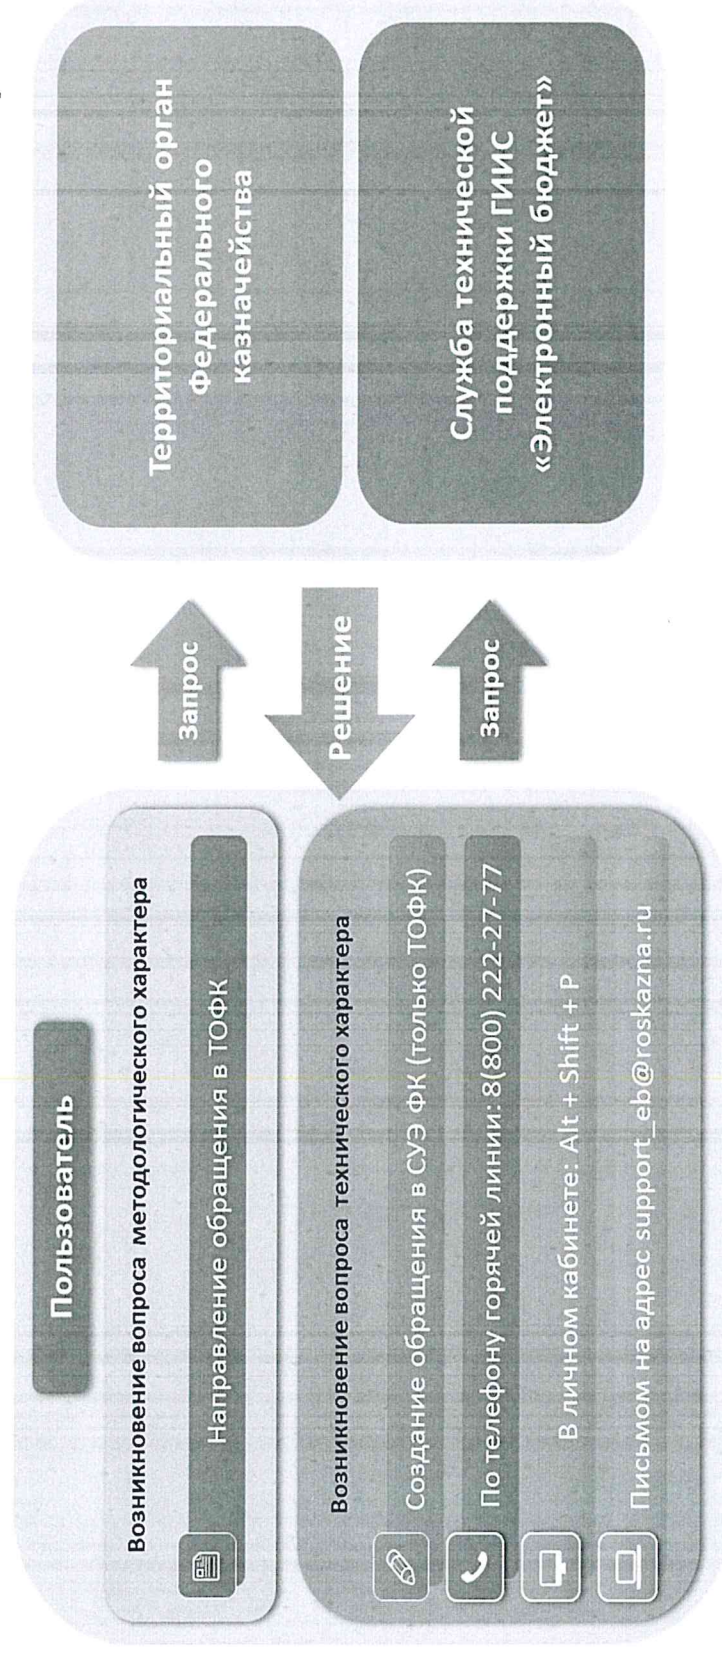 Пользователь
Возникновение вопроса методологического характера
Направление обращения в ТОФК
Возникновение вопроса технического характера
Создание обращения в СУЭ ФК (только ТОФК)
По телефону горячей линии: 8(800) 222-27-77
В личном кабинете: Alt + Shift + P
Письмом на адрес support_eb@roskazna.ru
Запрос
Решение
Запрос
Территориальный орган
Федерального
казначейства
Служба технической
поддержки ГИИС
«Электронный бюджет»